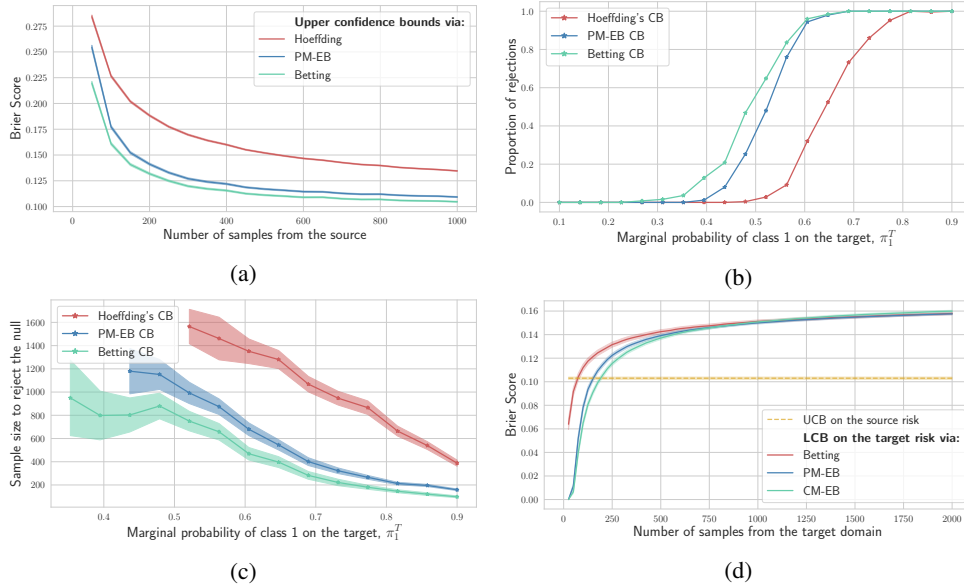 Upper confidence bounds via:
Hoeffding
PM-EB
Betting
Brier Score
0.275
0.250
0.225
0.200
0.175
0.150
0.125
0.100
0
200
400
600
800
1000
Number of samples from the source
(a)
Hoeffding's CB
PM-EB CB
Betting CB
Proportion of rejections
1.0
0.8
0.6
0.4
0.2
0.0
0.1
0.2
0.3
0.4
0.5
0.6
0.7
0.8
0.9
Marginal probability of class 1 on the target, π₁ᵀ
(b)
Hoeffding's CB
PM-EB CB
Betting CB
Sample size to reject the null
1600
1400
1200
1000
800
600
400
200
0.4
0.5
0.6
0.7
0.8
0.9
Marginal probability of class 1 on the target, π₁ᵀ
(c)
Brier Score
0.16
0.14
0.12
0.10
0.08
0.06
0.04
0.02
0.00
UCB on the source risk
LCB on the target risk via:
Betting
PM-EB
CM-EB
0
250
500
750
1000
1250
1500
1750
2000
Number of samples from the target domain
(d)